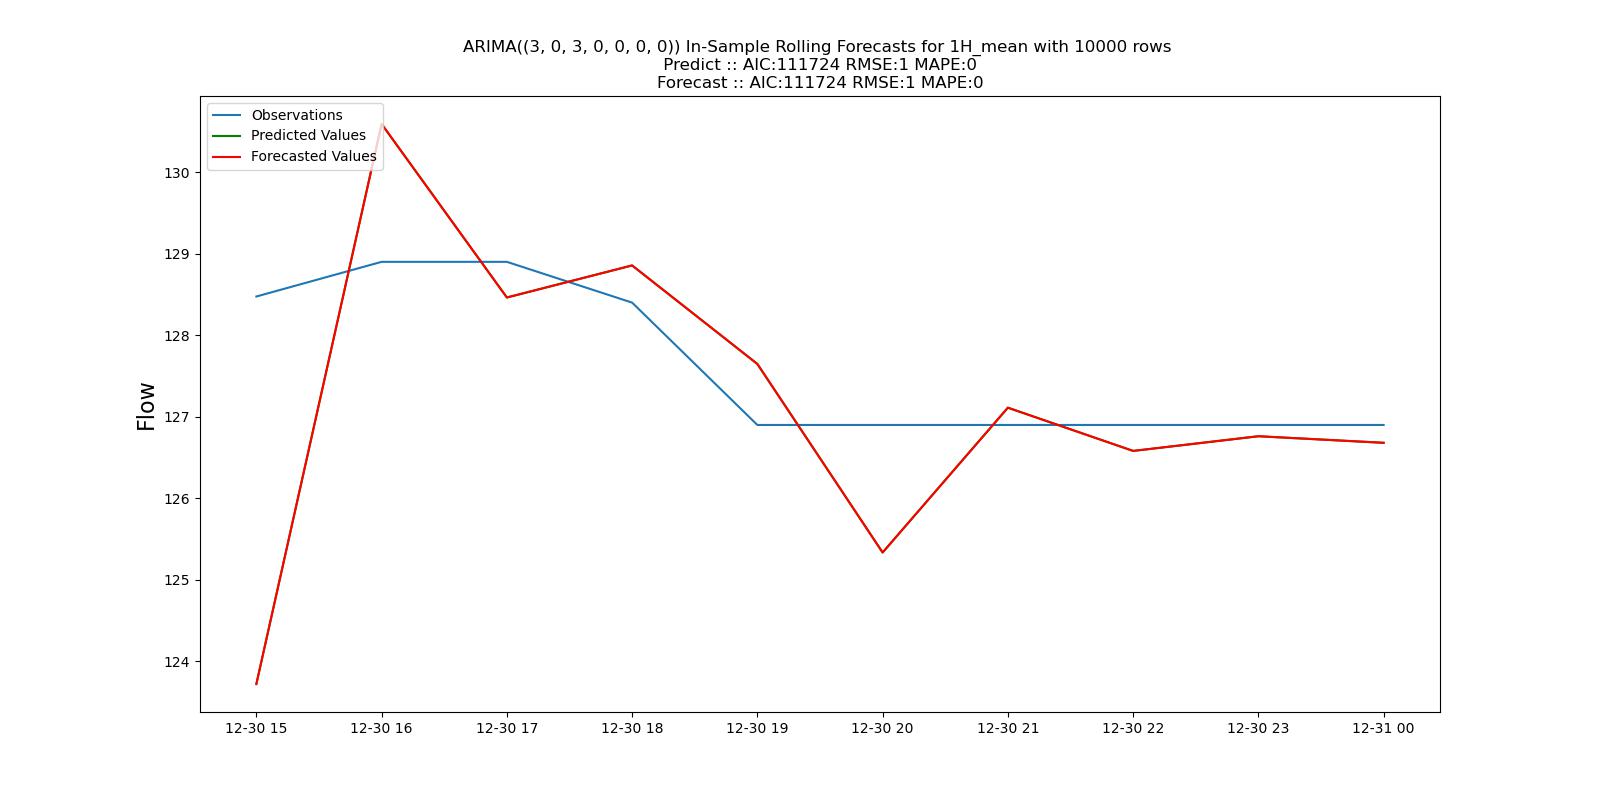 ARIMA((3, 0, 3, 0, 0, 0, 0)) In-Sample Rolling Forecasts for 1H_mean with 10000 rows
Predict :: AIC:111724 RMSE:1 MAPE:0
Forecast :: AIC:111724 RMSE:1 MAPE:0
Observations
Predicted Values
Forecasted Values
130
129
128
127
126
125
124
Flow
12-30 15
12-30 16
12-30 17
12-30 18
12-30 19
12-30 20
12-30 21
12-30 22
12-30 23
12-31 00